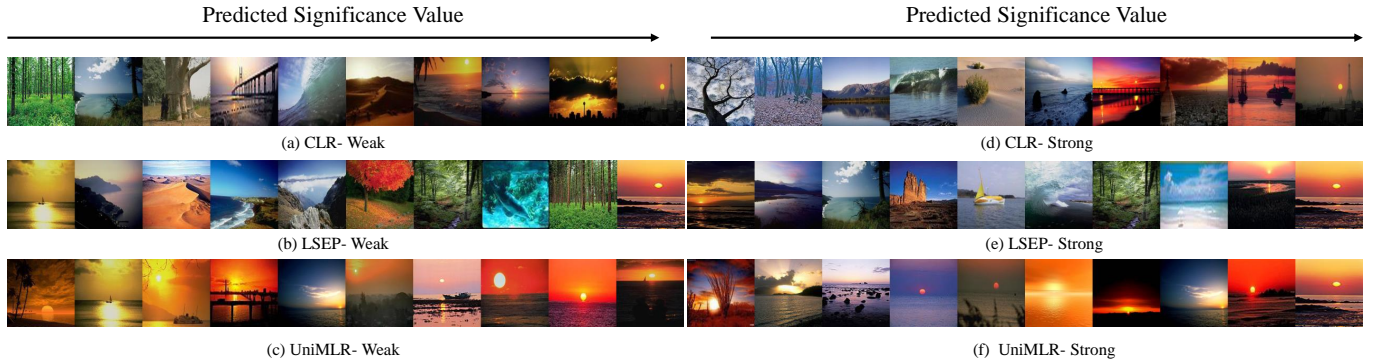 Predicted Significance Value
Predicted Significance Value
(a) CLR- Weak
(d) CLR- Strong
(b) LSEP- Weak
(e) LSEP- Strong
(c) UniMLR- Weak
(f) UniMLR- Strong